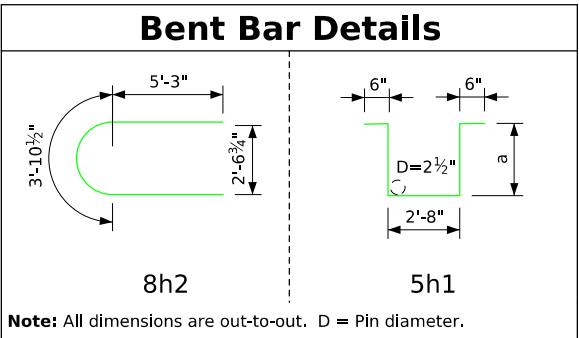 Bent Bar Details
5'-3"
3'-10½"
2'-6¾"
8h2
6" 6"
D=2½"
a
2'-8"
5h1
Note: All dimensions are out-to-out. D = Pin diameter.